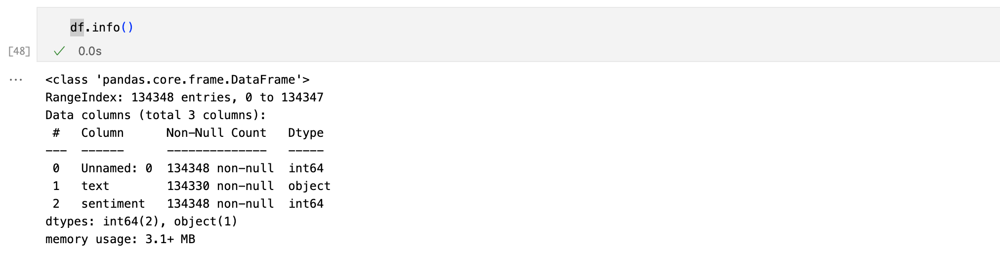 df.info()
[48] ✓ 0.0s
... <class 'pandas.core.frame.DataFrame'>
RangeIndex: 134348 entries, 0 to 134347
Data columns (total 3 columns):
 #   Column      Non-Null Count   Dtype
---  ------      --------------   -----
 0   Unnamed: 0  134348 non-null  int64
 1   text        134330 non-null  object
 2   sentiment   134348 non-null  int64
dtypes: int64(2), object(1)
memory usage: 3.1+ MB